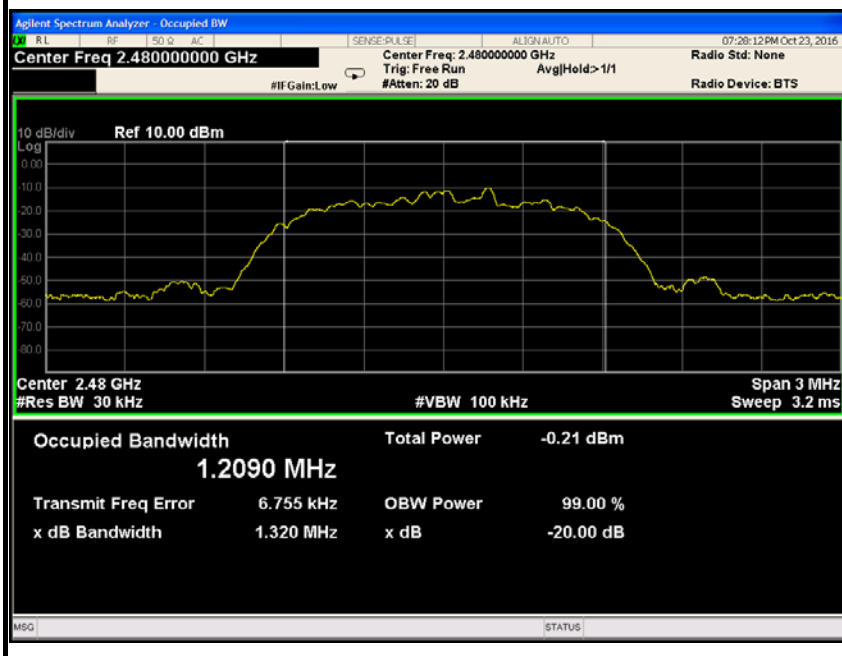 Agilent Spectrum Analyzer - Occupied BW
RL RF 50 Ω AC SENSE:PULSE ALIGN AUTO 07:28:12 PM Oct 23, 2016
Center Freq 2.480000000 GHz Center Freq: 2.480000000 GHz Radio Std: None
Trig: Free Run Avg|Hold:>1/1
#IFGain:Low #Atten: 20 dB Radio Device: BTS
10 dB/div Ref 10.00 dBm
Log
0.00
-10.0
-20.0
-30.0
-40.0
-50.0
-60.0
-70.0
-80.0
Center 2.48 GHz Span 3 MHz
#Res BW 30 kHz #VBW 100 kHz Sweep 3.2 ms
Occupied Bandwidth Total Power -0.21 dBm
1.2090 MHz
Transmit Freq Error 6.755 kHz OBW Power 99.00 %
x dB Bandwidth 1.320 MHz x dB -20.00 dB
MSG STATUS